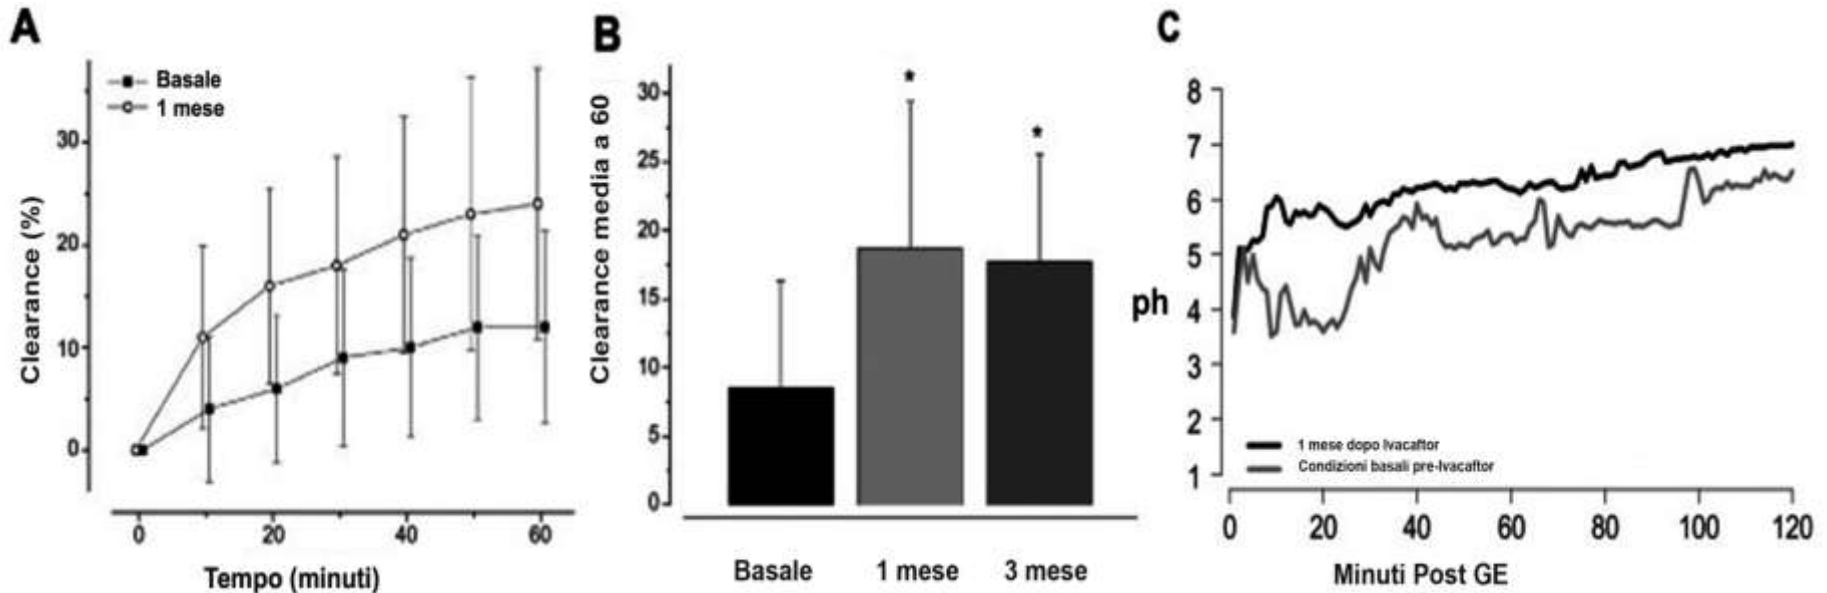 A
Basale
1 mese
30
20
10
0
Clearance (%)
0
20
40
60
Tempo (minuti)
B
30
25
20
15
10
5
0
Clearance media a 60
*
*
Basale
1 mese
3 mese
C
8
7
6
5
4
3
2
1
ph
1 mese dopo Ivacaftor
Condizioni basali pre-Ivacaftor
0
20
40
60
80
100
120
Minuti Post GE